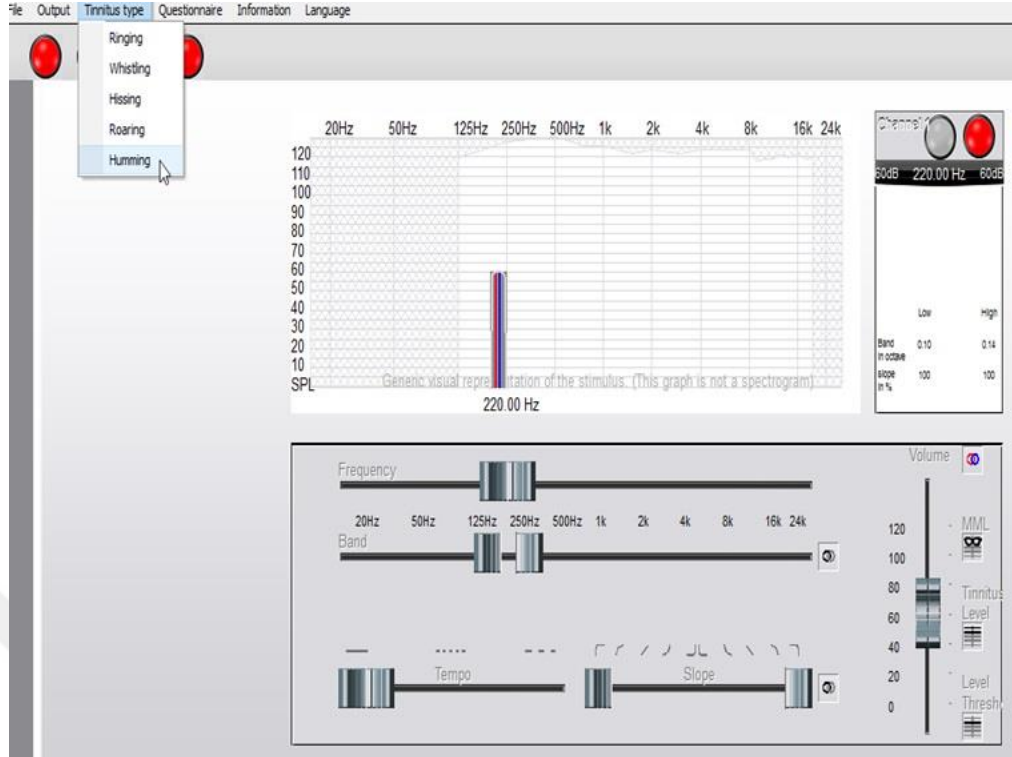 File Output Tinnitus type Questionnaire Information Language
Ringing
Whistling
Hissing
Roaring
Humming
20Hz 50Hz 125Hz 250Hz 500Hz 1k 2k 4k 8k 16k 24k
120
110
100
90
80
70
60
50
40
30
20
10
SPL
Generic visual representation of the stimulus. (This graph is not a spectrogram)
220.00 Hz
Channel
60dB 220.00 Hz 60dB
Low High
Band in octave 0.10 0.14
slope in % 100 100
Frequency
20Hz 50Hz 125Hz 250Hz 500Hz 1k 2k 4k 8k 16k 24k
Band
Tempo
Slope
Volume
120
100
80
60
40
20
0
MML
Tinnitus
Level
Level
Thresh